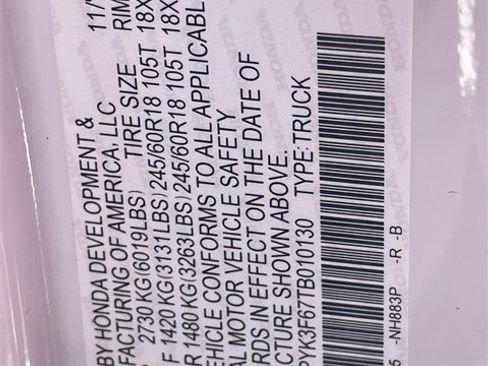 BY HONDA DEVELOPMENT & 11/
FACTURING OF AMERICA, LLC
2730 KG(6019LBS) TIRE SIZE RIM
F 1420 KG(3131LBS)245/60R18 105T 18X
R 1480 KG(3263LBS)245/60R18 105T 18X
EHICLE CONFORMS TO ALL APPLICABL
AL MOTOR VEHICLE SAFETY
RDS IN EFFECT ON THE DATE OF
CTURE SHOWN ABOVE.
PYK3F67TB010130 TYPE:TRUCK
5 -NH883P -R -B